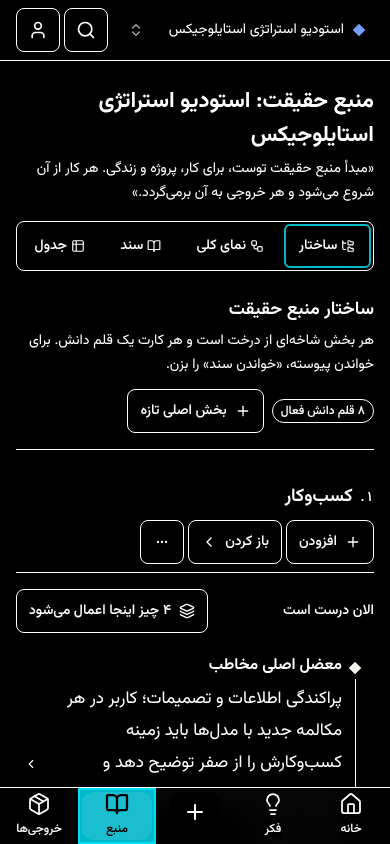 استودیو استراتژی استایلوجیکس
منبع حقیقت: استودیو استراتژی
استایلوجیکس
«مبدأ منبع حقیقت توست، برای کار، پروژه و زندگی. هر کار از آن
شروع می‌شود و هر خروجی به آن برمی‌گردد.»
ساختار
نمای کلی
سند
جدول
ساختار منبع حقیقت
هر بخش شاخه‌ای از درخت است و هر کارت یک قلم دانش. برای
خواندن پیوسته، «خواندن سند» را بزن.
۸ قلم دانش فعال
بخش اصلی تازه
۱. کسب‌وکار
افزودن
باز کردن
الان درست است
۴ چیز اینجا اعمال می‌شود
معضل اصلی مخاطب
پراکندگی اطلاعات و تصمیمات؛ کاربر در هر
مکالمه جدید با مدل‌ها باید زمینه
کسب‌وکارش را از صفر توضیح دهد و
خانه
فکر
منبع
خروجی‌ها